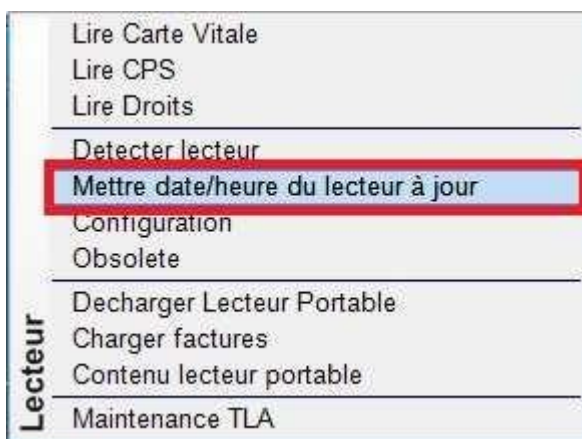 Lire Carte Vitale
Lire CPS
Lire Droits
Detecter lecteur
Mettre date/heure du lecteur à jour
Configuration
Obsolete
Decharger Lecteur Portable
Charger factures
Contenu lecteur portable
Maintenance TLA
Lecteur